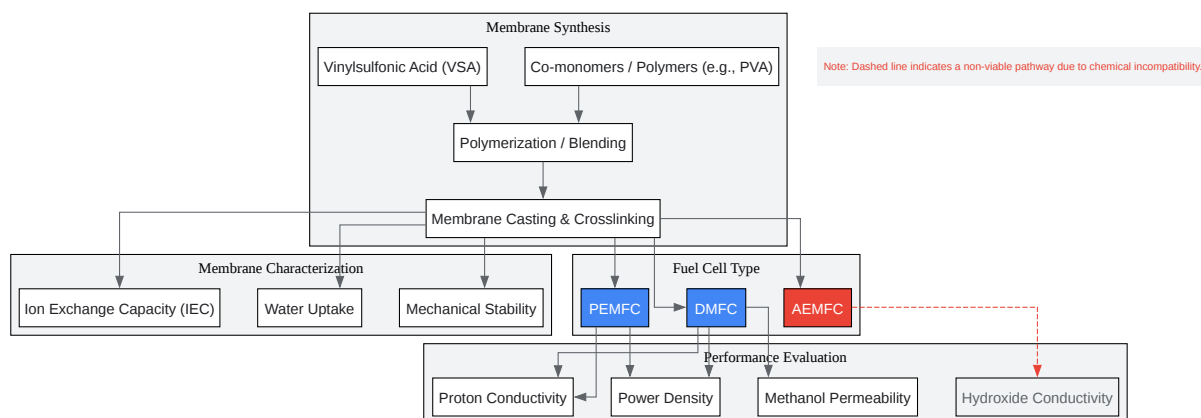 Membrane Synthesis
Vinylsulfonic Acid (VSA)
Co-monomers / Polymers (e.g., PVA)
Note: Dashed line indicates a non-viable pathway due to chemical incompatibility.
Polymerization / Blending
Membrane Casting & Crosslinking
Membrane Characterization
Fuel Cell Type
Ion Exchange Capacity (IEC)
Water Uptake
Mechanical Stability
PEMFC
DMFC
AEMFC
Performance Evaluation
Proton Conductivity
Power Density
Methanol Permeability
Hydroxide Conductivity